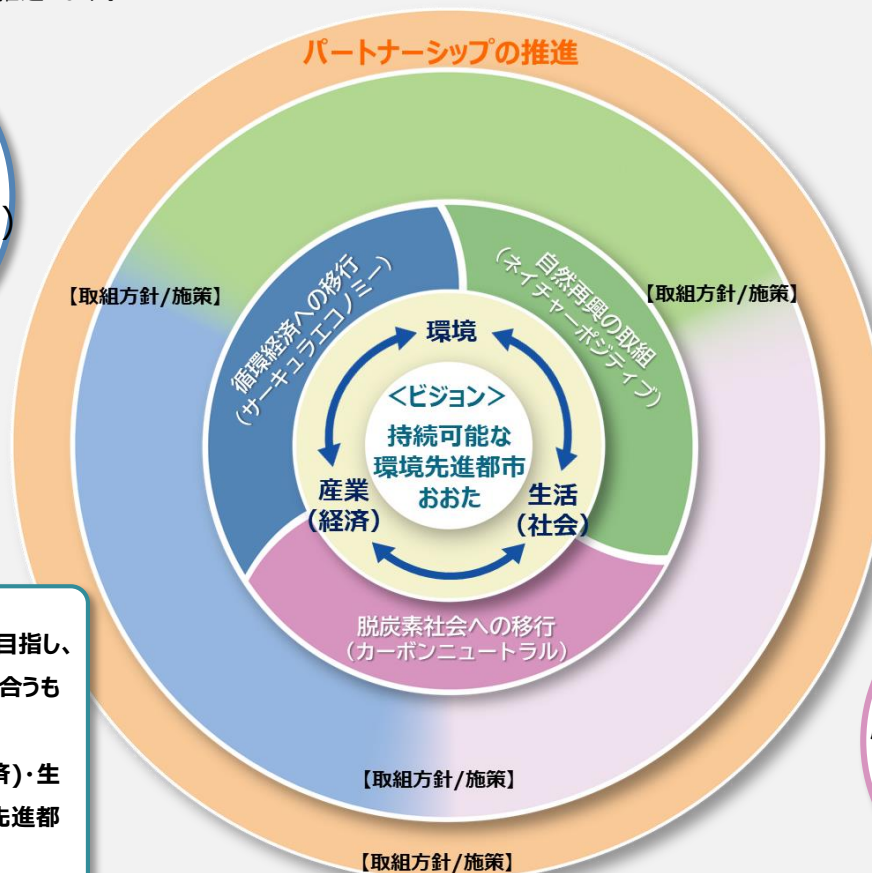 パートナーシップの推進
【取組方針/施策】
【取組方針/施策】
循環経済への移行
(サーキュラエコノミー)
自然再興の取組
(ネイチャーポジティブ)
環境
<ビジョン>
持続可能な
環境先進都市
おおた
産業
(経済)
生活
(社会)
脱炭素社会への移行
(カーボンニュートラル)
目指し、
合うも
済)・生
先進都
【取組方針/施策】
【取組方針/施策】